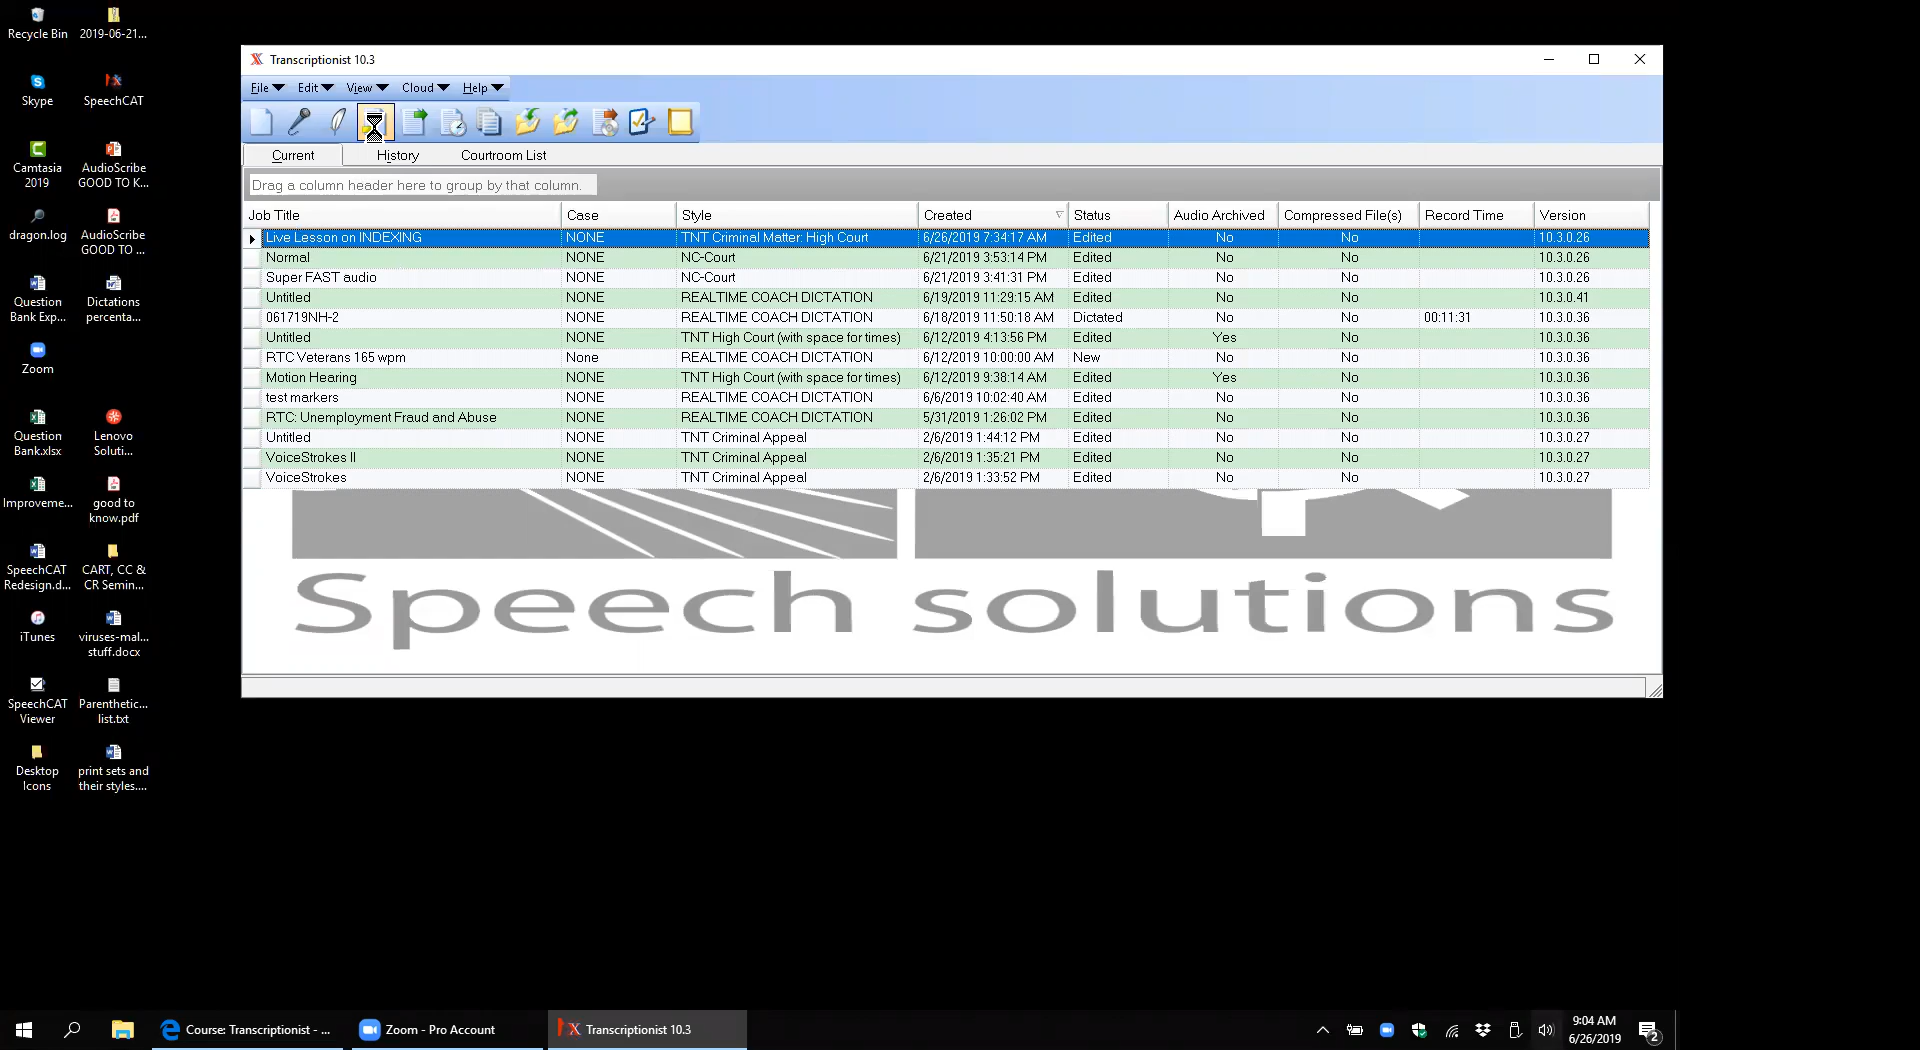 Recycle Bin
2019-06-21...
Skype
SpeechCAT
Camtasia
2019
AudioScribe
GOOD TO K...
dragon.log
AudioScribe
GOOD TO ...
Question
Bank Exp...
Dictations
percenta...
Zoom
Question
Bank.xlsx
Lenovo
Soluti...
Improveme...
good to
know.pdf
SpeechCAT
Redesign.d...
CART, CC &
CR Semin...
iTunes
viruses-mal...
stuff.docx
SpeechCAT
Viewer
Parenthetic...
list.txt
Desktop
Icons
print sets and
their styles....
Transcriptionist 10.3
File Edit View Cloud Help
Current History Courtroom List
Drag a column header here to group by that column.
Job Title Case Style Created Status Audio Archived Compressed File(s) Record Time Version
Live Lesson on INDEXING NONE TNT Criminal Matter: High Court 6/26/2019 7:34:17 AM Edited No No 10.3.0.26
Normal NONE NC-Court 6/21/2019 3:53:14 PM Edited No No 10.3.0.26
Super FAST audio NONE NC-Court 6/21/2019 3:41:31 PM Edited No No 10.3.0.26
Untitled NONE REALTIME COACH DICTATION 6/19/2019 11:29:15 AM Edited No No 10.3.0.41
061719NH-2 NONE REALTIME COACH DICTATION 6/18/2019 11:50:18 AM Dictated No No 00:11:31 10.3.0.36
Untitled NONE TNT High Court (with space for times) 6/12/2019 4:13:56 PM Edited Yes No 10.3.0.36
RTC Veterans 165 wpm None REALTIME COACH DICTATION 6/12/2019 10:00:00 AM New No No 10.3.0.36
Motion Hearing NONE TNT High Court (with space for times) 6/12/2019 9:38:14 AM Edited Yes No 10.3.0.36
test markers NONE REALTIME COACH DICTATION 6/6/2019 10:02:40 AM Edited No No 10.3.0.36
RTC: Unemployment Fraud and Abuse NONE REALTIME COACH DICTATION 5/31/2019 1:26:02 PM Edited No No 10.3.0.36
Untitled NONE TNT Criminal Appeal 2/6/2019 1:44:12 PM Edited No No 10.3.0.27
VoiceStrokes II NONE TNT Criminal Appeal 2/6/2019 1:35:21 PM Edited No No 10.3.0.27
VoiceStrokes NONE TNT Criminal Appeal 2/6/2019 1:33:52 PM Edited No No 10.3.0.27
Speech solutions
Course: Transcriptionist - ...
Zoom - Pro Account
Transcriptionist 10.3
9:04 AM
6/26/2019
2